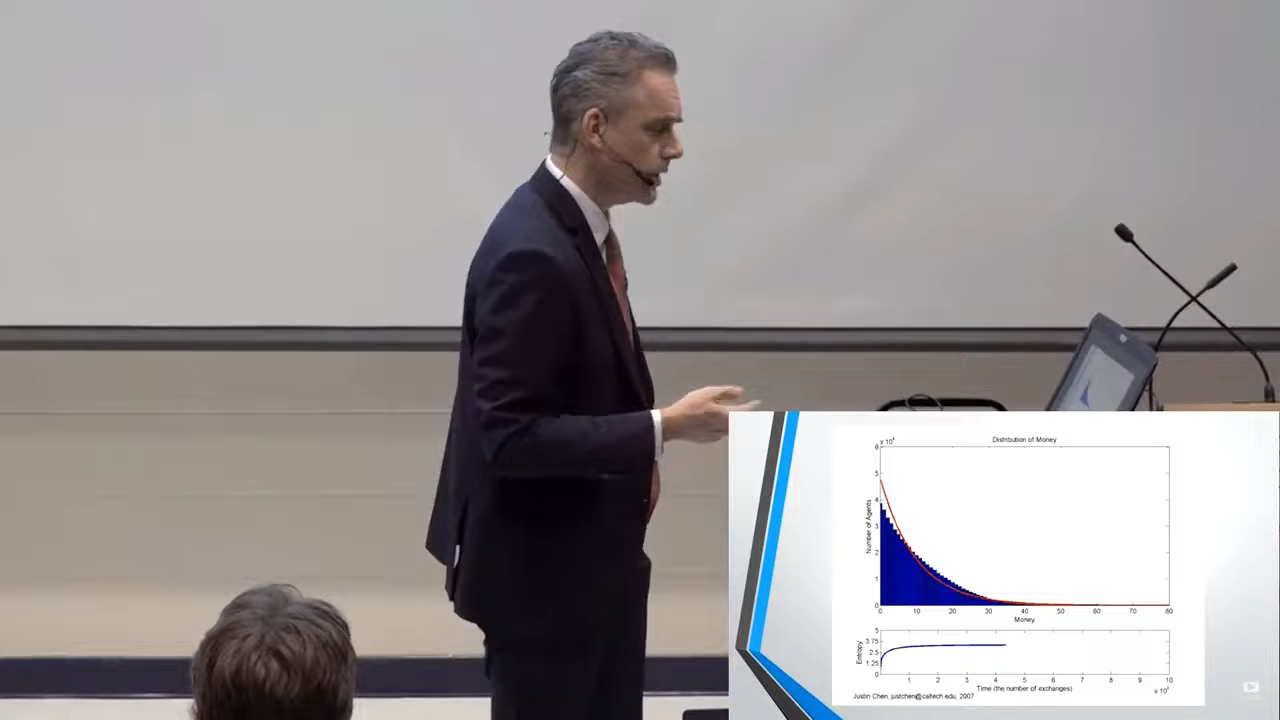 Distribution of Money
x 10⁴
6
5
4
3
2
1
0
Number of Agents
0 10 20 30 40 50 60 70 80
Money
5
3.75
2.5
1.25
0
Entropy
1 2 3 4 5 6 7 8 9 10
x 10⁴
Time (the number of exchanges)
Justin Chen, justchen@caltech.edu, 2007